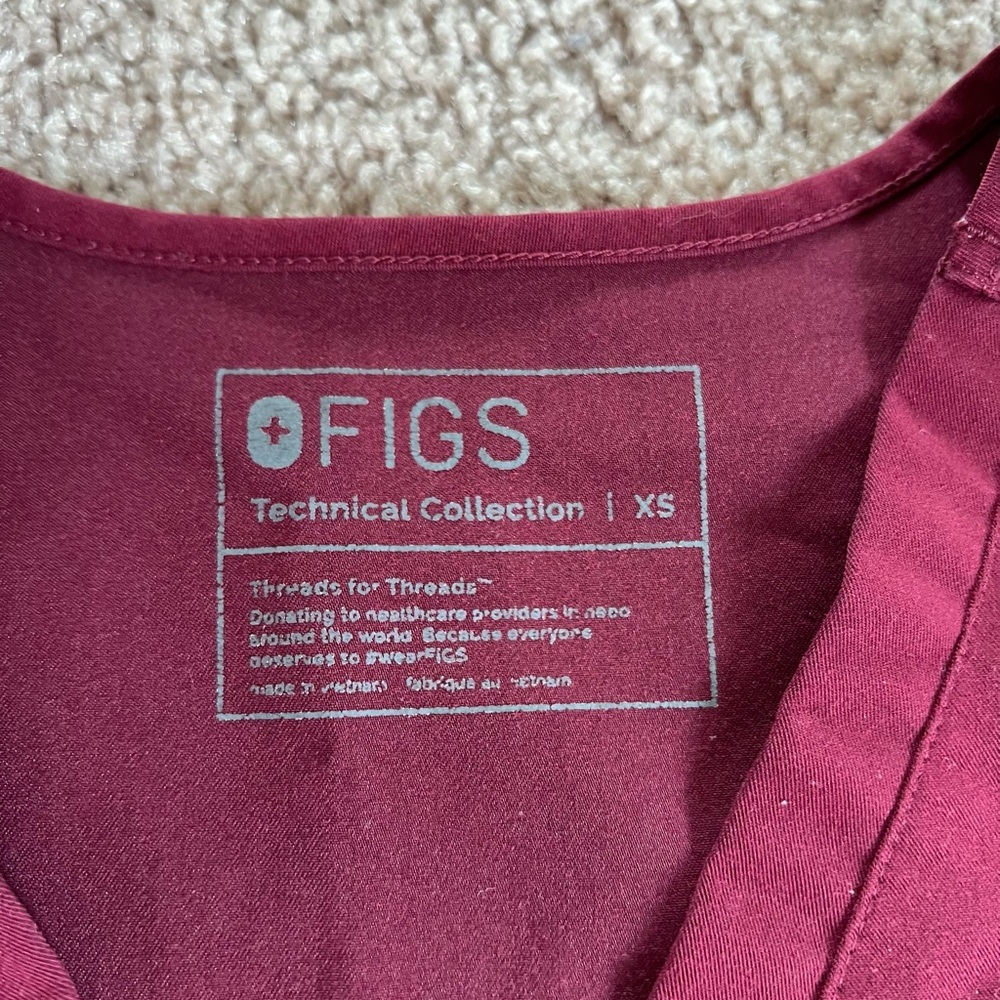 FIGS
Technical Collection | XS
Threads for Threads™
Donating to healthcare providers in need
around the world. Because everyone
deserves to #wearFIGS
made in vietnam fabriqué au vietnam